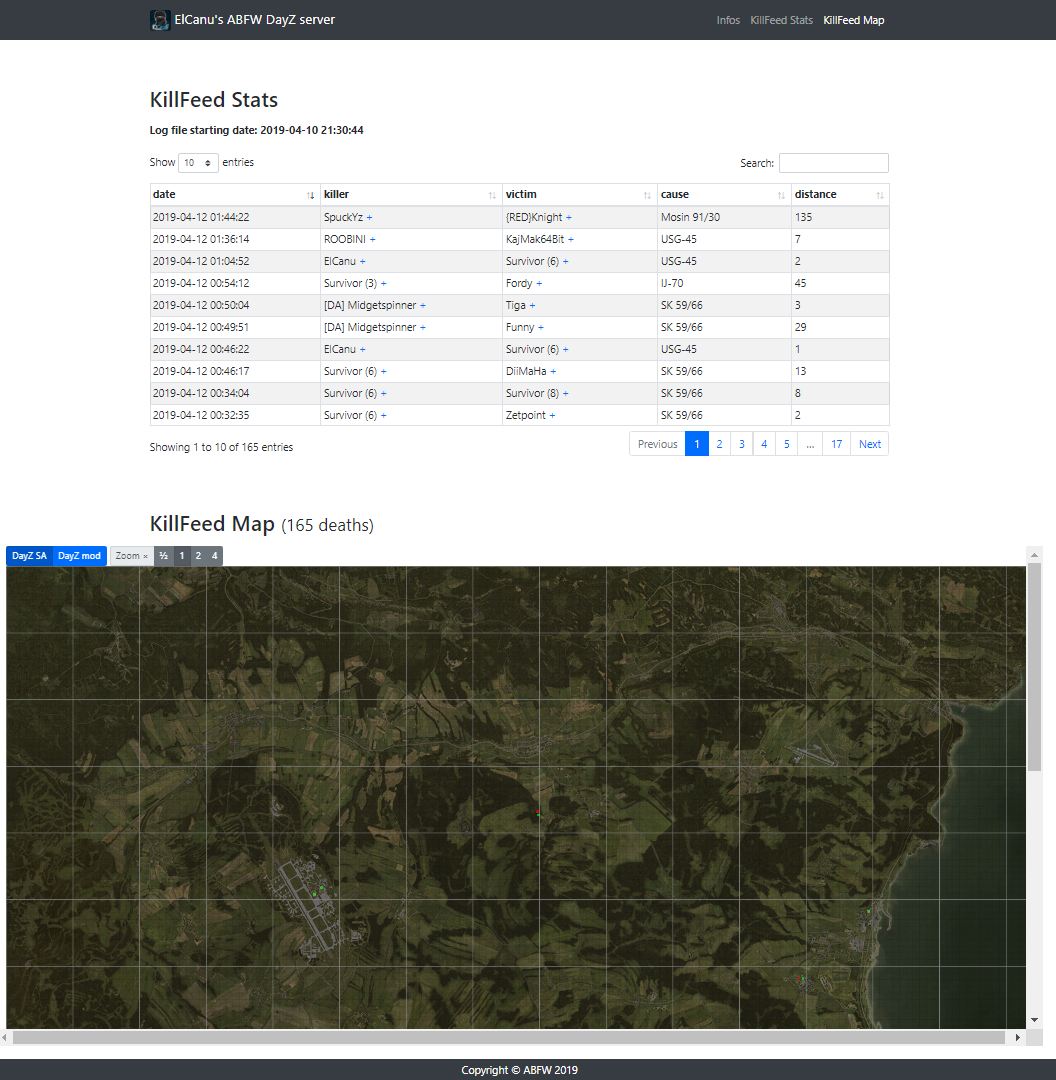 ElCanu's ABFW DayZ server Infos KillFeed Stats KillFeed Map
KillFeed Stats
Log file starting date: 2019-04-10 21:30:44
Show 10 entries Search:
date killer victim cause distance
2019-04-12 01:44:22 SpuckYz + {RED}Knight + Mosin 91/30 135
2019-04-12 01:36:14 ROOBINI + KajMak64Bit + USG-45 7
2019-04-12 01:04:52 ElCanu + Survivor (6) + USG-45 2
2019-04-12 00:54:12 Survivor (3) + Fordy + IJ-70 45
2019-04-12 00:50:04 [DA] Midgetspinner + Tiga + SK 59/66 3
2019-04-12 00:49:51 [DA] Midgetspinner + Funny + SK 59/66 29
2019-04-12 00:46:22 ElCanu + Survivor (6) + USG-45 1
2019-04-12 00:46:17 Survivor (6) + DiiMaHa + SK 59/66 13
2019-04-12 00:34:04 Survivor (6) + Survivor (8) + SK 59/66 8
2019-04-12 00:32:35 Survivor (6) + Zetpoint + SK 59/66 2
Showing 1 to 10 of 165 entries Previous 1 2 3 4 5 ... 17 Next
KillFeed Map (165 deaths)
DayZ SA DayZ mod Zoom × ½ 1 2 4
Copyright © ABFW 2019